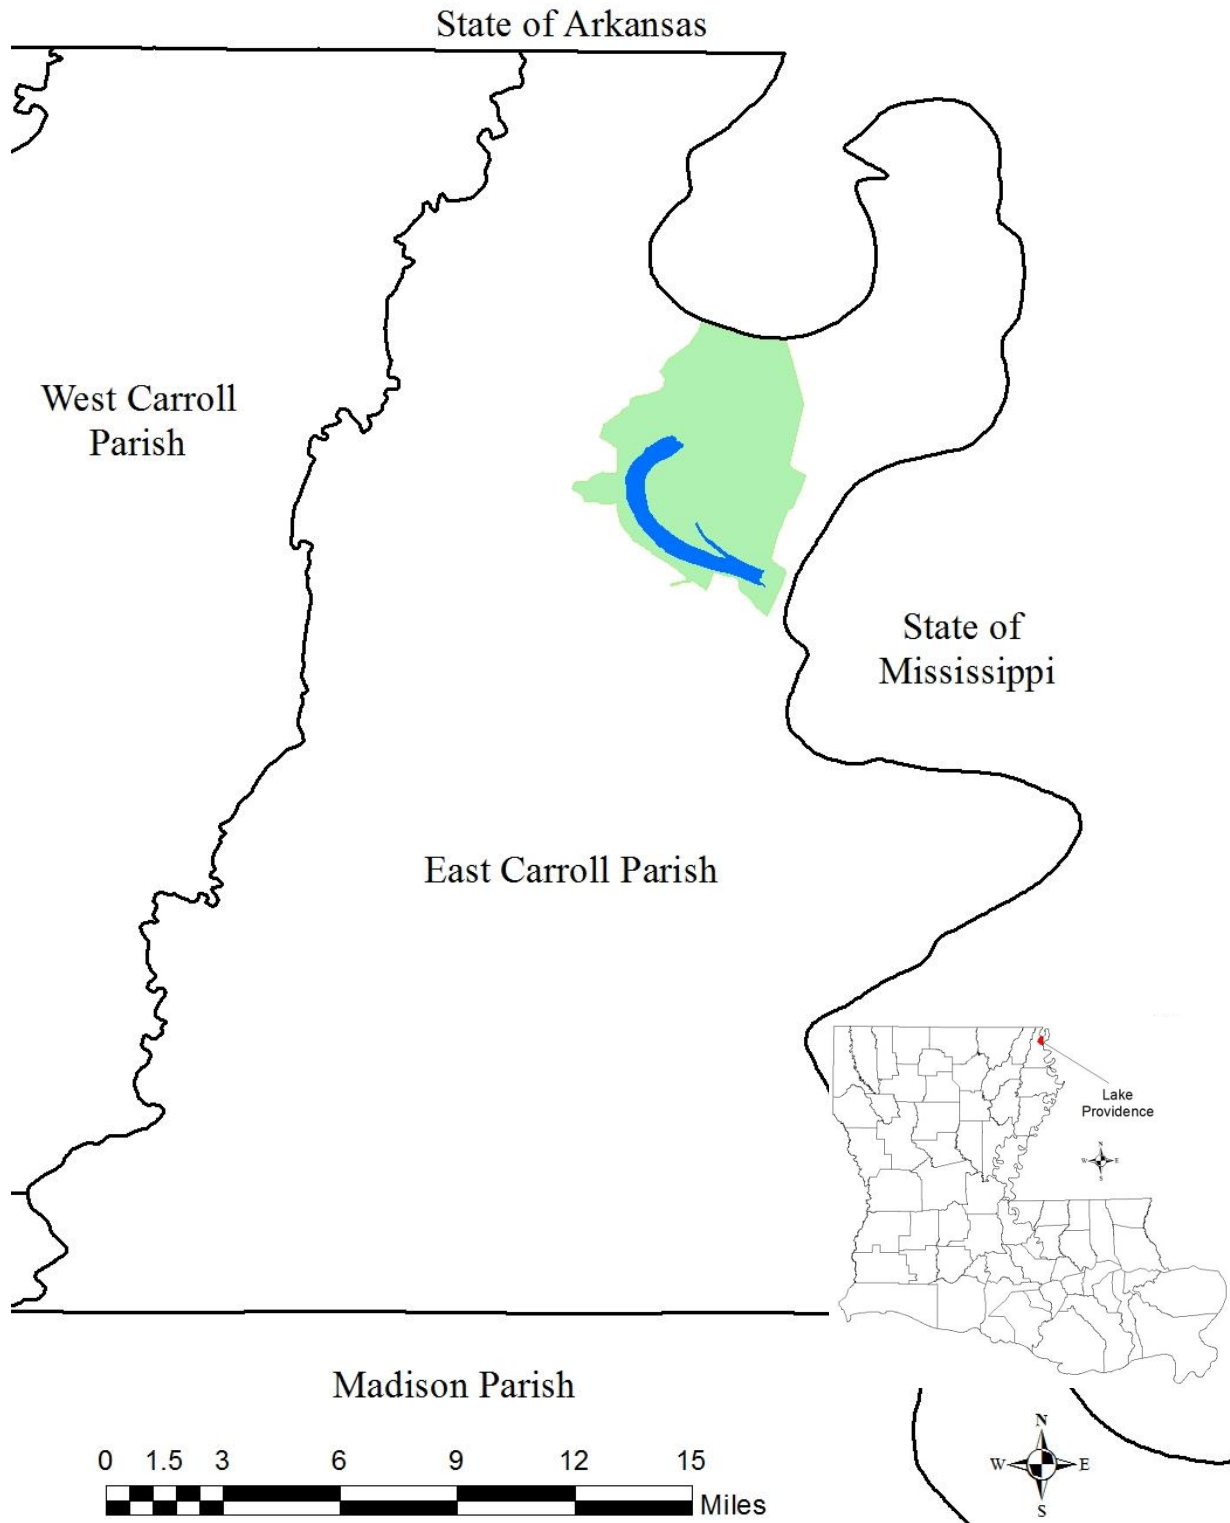 State of Arkansas
West Carroll
Parish
State of
Mississippi
East Carroll Parish
Lake
Providence
N
W E
S
Madison Parish
0 1.5 3 6 9 12 15
Miles
N
W E
S